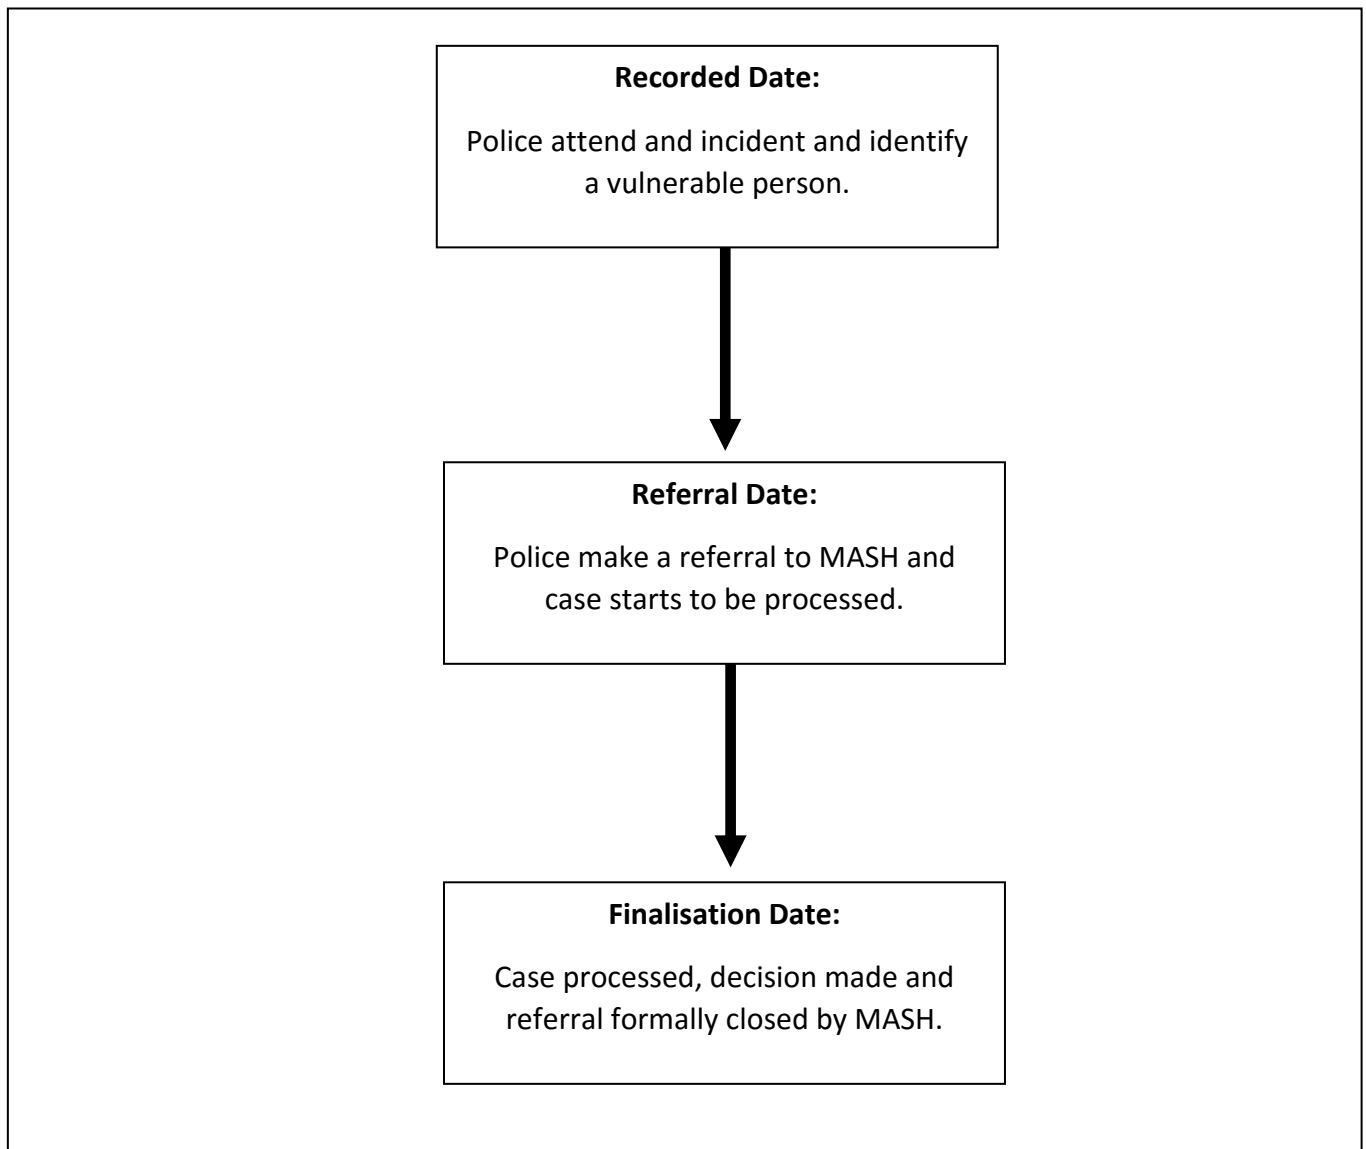 Recorded Date:
Police attend and incident and identify
a vulnerable person.
Referral Date:
Police make a referral to MASH and
case starts to be processed.
Finalisation Date:
Case processed, decision made and
referral formally closed by MASH.